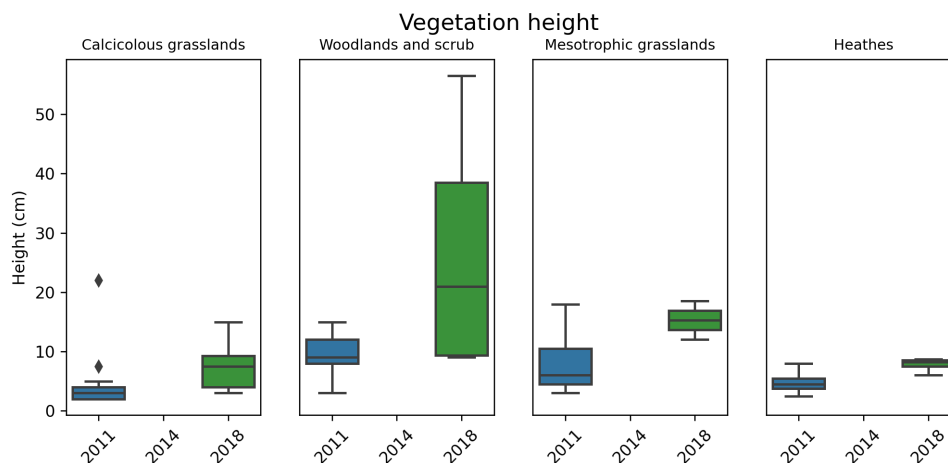 Vegetation height
Calcicolous grasslands
Woodlands and scrub
Mesotrophic grasslands
Heathes
Height (cm)
50
40
30
20
10
0
2011 2014 2018
2011 2014 2018
2011 2014 2018
2011 2014 2018